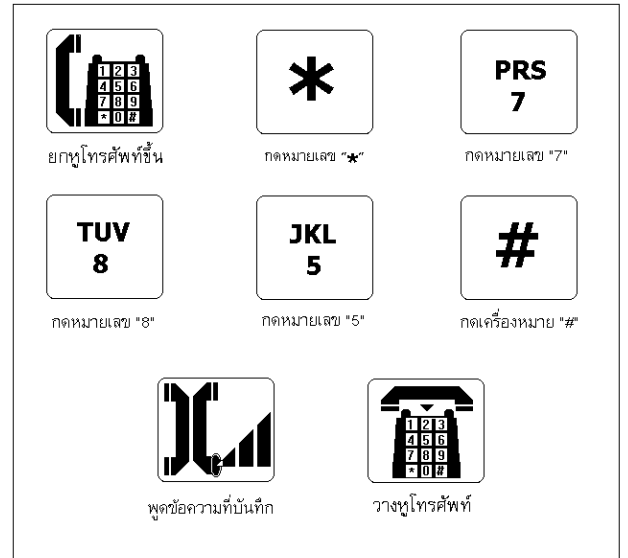 1 2 3
4 5 6
7 8 9
* 0 #
ยกหูโทรศัพท์ขึ้น
*
กดหมายเลข "*"
PRS
7
กดหมายเลข "7"
TUV
8
กดหมายเลข "8"
JKL
5
กดหมายเลข "5"
#
กดเครื่องหมาย "#"
พูดข้อความที่บันทึก
1 2 3
4 5 6
7 8 9
* 0 #
วางหูโทรศัพท์